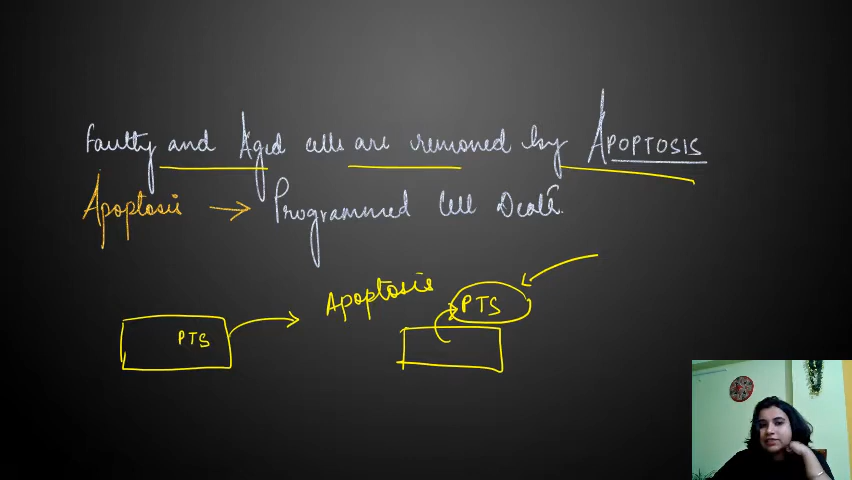 Faulty and Aged cells are removed by APOPTOSIS
Apoptosis → Programmed Cell Death.
Apoptosis
PTS
PTS